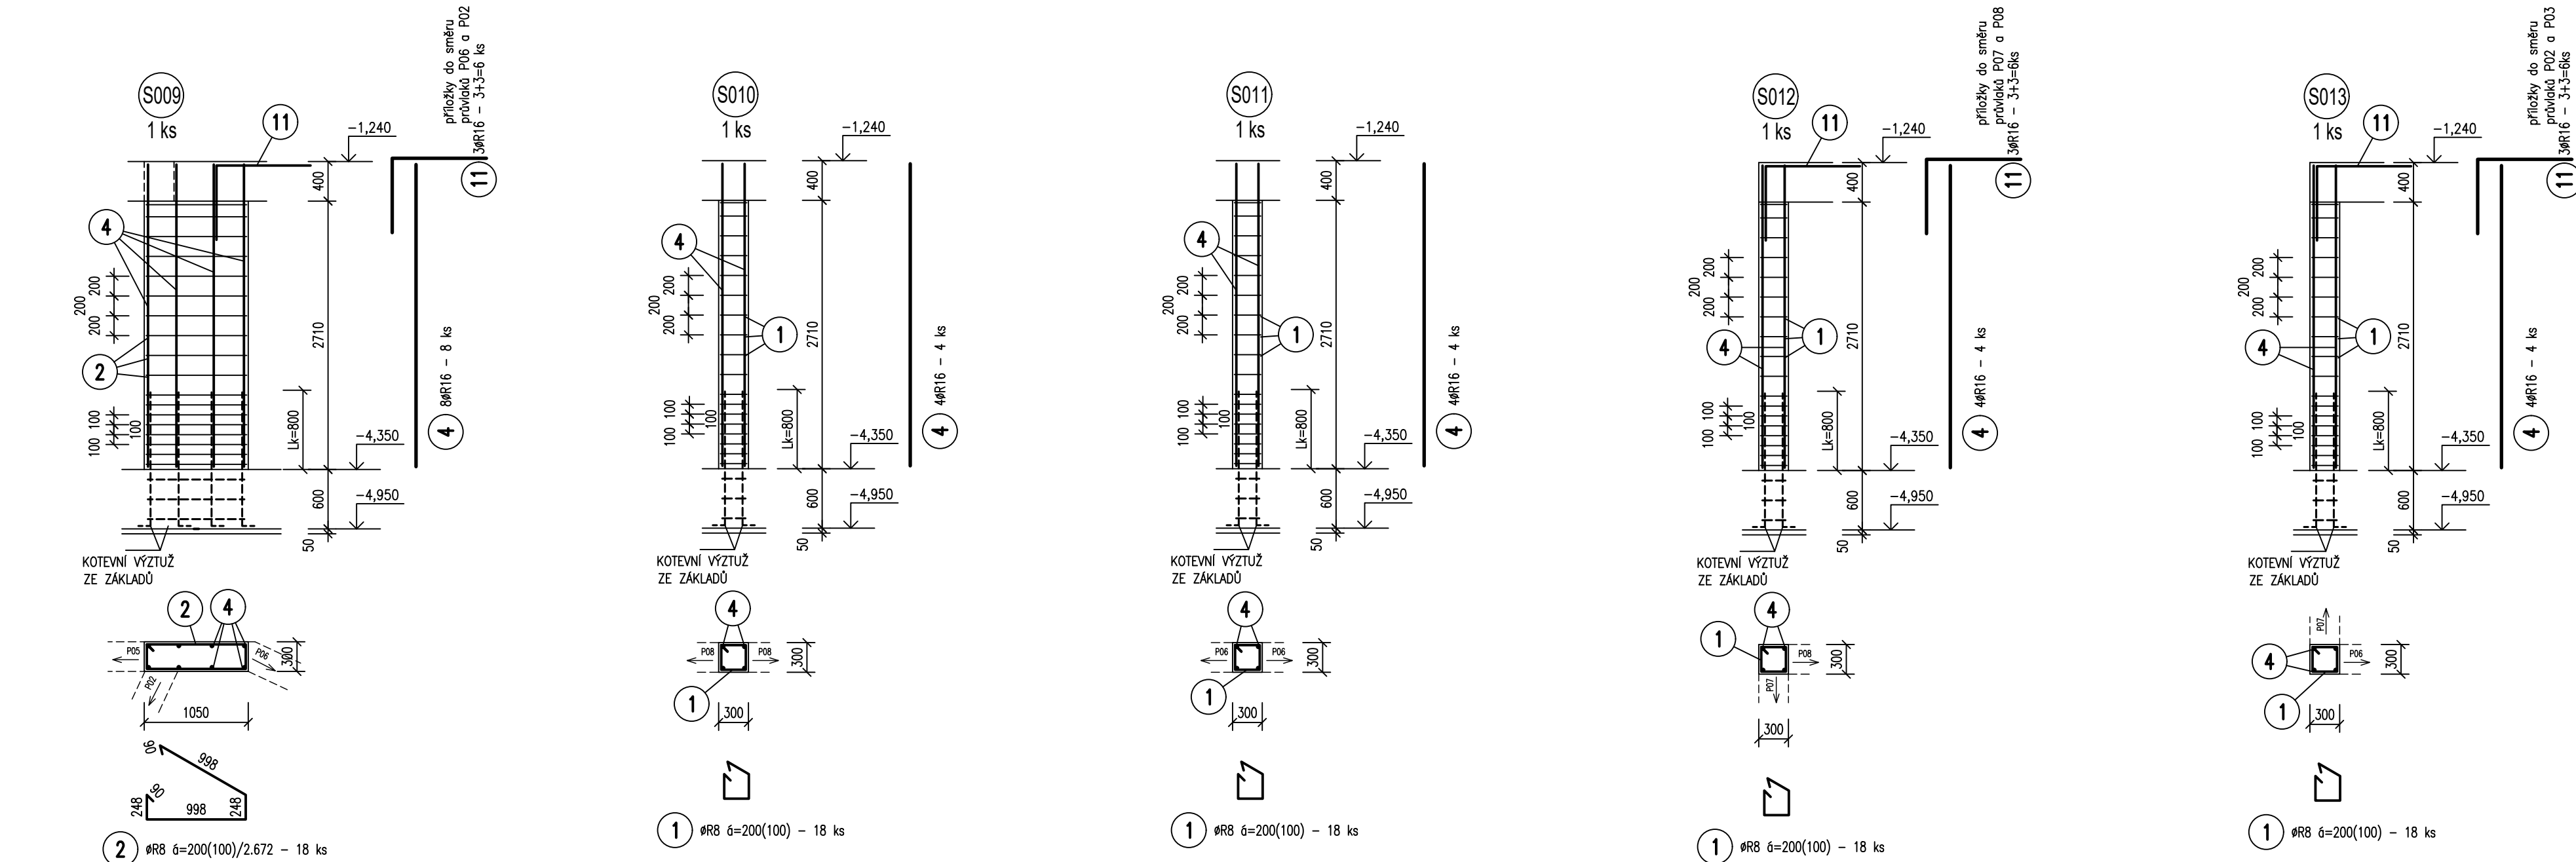 S009
1 ks
11
-1,240
příložky do směru
průvlaků P06 a P02
3øR16 - 3+3=6 ks
11
400
4
200
200
200
2710
2
8øR16 - 8 ks
4
100
100
100
Lk=800
-4,350
600
-4,950
50
KOTEVNÍ VÝZTUŽ
ZE ZÁKLADŮ
2
4
P05
P06
P02
300
1050
90
998
90
248
998
248
2 øR8 á=200(100)/2.672 - 18 ks
S010
1 ks
-1,240
400
4
200
200
200
1
2710
4øR16 - 4 ks
4
100
100
100
Lk=800
-4,350
600
-4,950
50
KOTEVNÍ VÝZTUŽ
ZE ZÁKLADŮ
4
P08
P08
300
1
300
1 øR8 á=200(100) - 18 ks
S011
1 ks
-1,240
400
4
200
200
200
1
2710
4øR16 - 4 ks
4
100
100
100
Lk=800
-4,350
600
-4,950
50
KOTEVNÍ VÝZTUŽ
ZE ZÁKLADŮ
4
P06
P06
300
1
300
1 øR8 á=200(100) - 18 ks
S012
1 ks
11
-1,240
příložky do směru
průvlaků P07 a P08
3øR16 - 3+3=6ks
11
400
200
200
200
4
1
2710
4øR16 - 4 ks
4
100
100
100
Lk=800
-4,350
600
-4,950
50
KOTEVNÍ VÝZTUŽ
ZE ZÁKLADŮ
4
1
P08
P07
300
300
1 øR8 á=200(100) - 18 ks
S013
1 ks
11
-1,240
příložky do směru
průvlaků P02 a P03
3øR16 - 3+3=6ks
11
400
200
200
200
4
1
2710
4øR16 - 4 ks
4
100
100
100
Lk=800
-4,350
600
-4,950
50
KOTEVNÍ VÝZTUŽ
ZE ZÁKLADŮ
P07
4
P06
300
1
300
1 øR8 á=200(100) - 18 ks